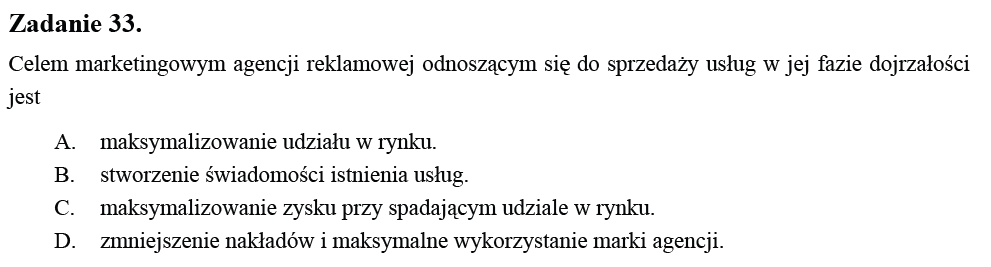 Zadanie 33.
Celem marketingowym agencji reklamowej odnoszącym się do sprzedaży usług w jej fazie dojrzałości
jest
A. maksymalizowanie udziału w rynku.
B. stworzenie świadomości istnienia usług.
C. maksymalizowanie zysku przy spadającym udziale w rynku.
D. zmniejszenie nakładów i maksymalne wykorzystanie marki agencji.